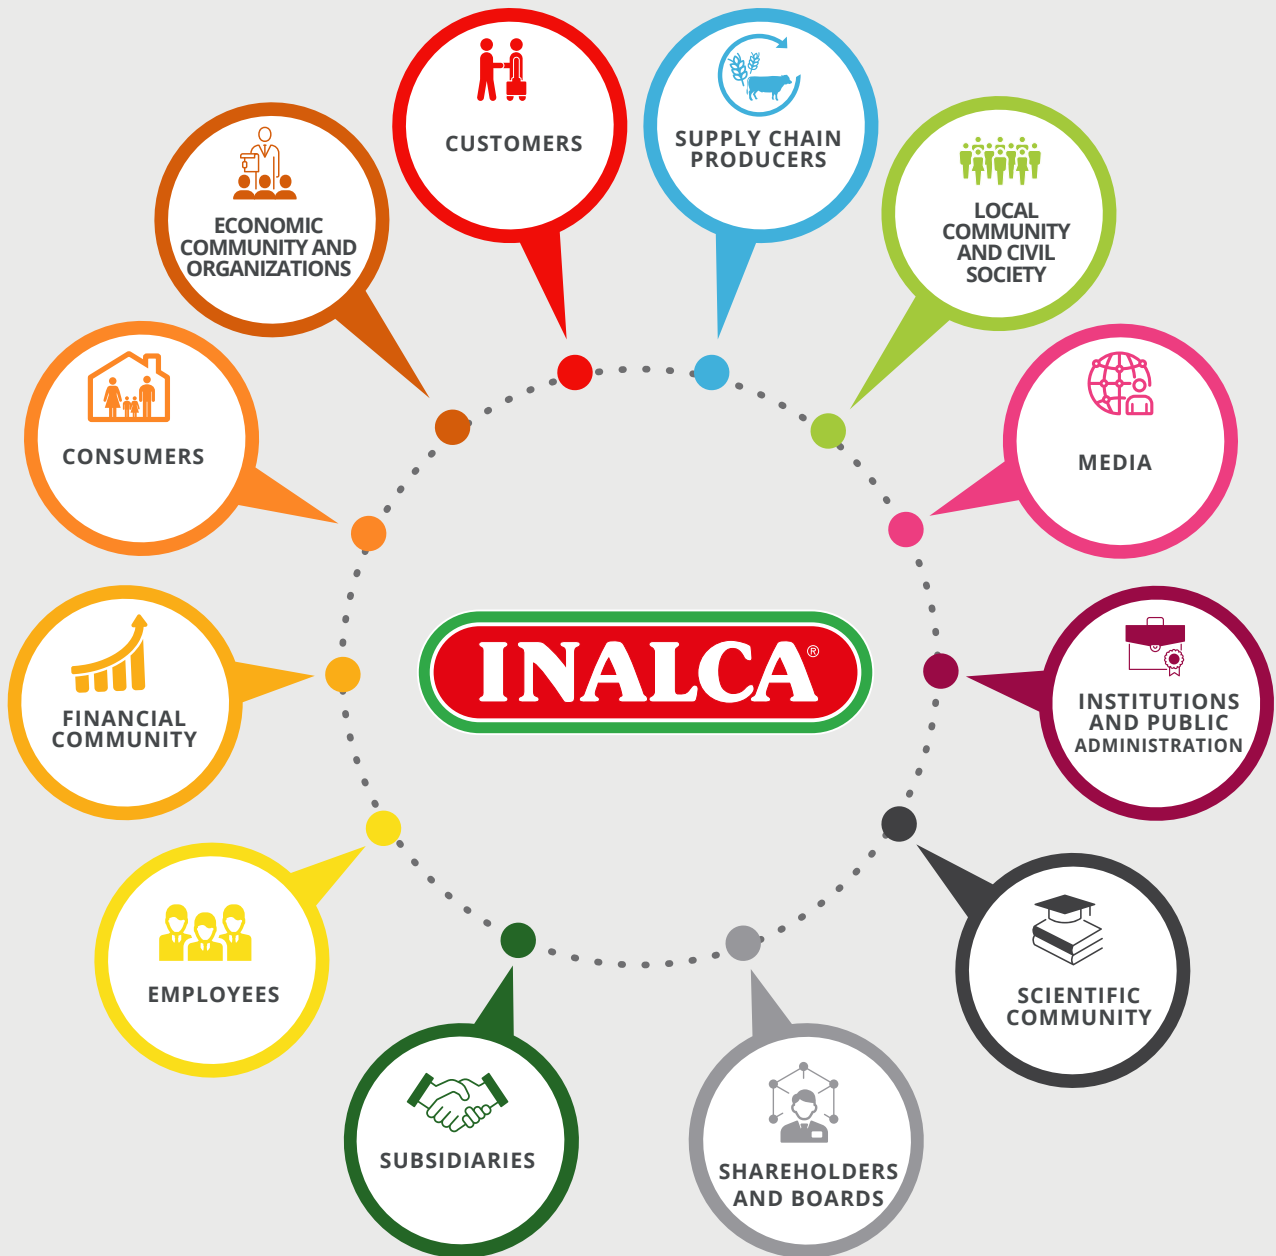 CUSTOMERS
SUPPLY CHAIN
PRODUCERS
ECONOMIC
COMMUNITY AND
ORGANIZATIONS
LOCAL
COMMUNITY
AND CIVIL
SOCIETY
CONSUMERS
MEDIA
INALCA®
FINANCIAL
COMMUNITY
INSTITUTIONS
AND PUBLIC
ADMINISTRATION
EMPLOYEES
SCIENTIFIC
COMMUNITY
SUBSIDIARIES
SHAREHOLDERS
AND BOARDS